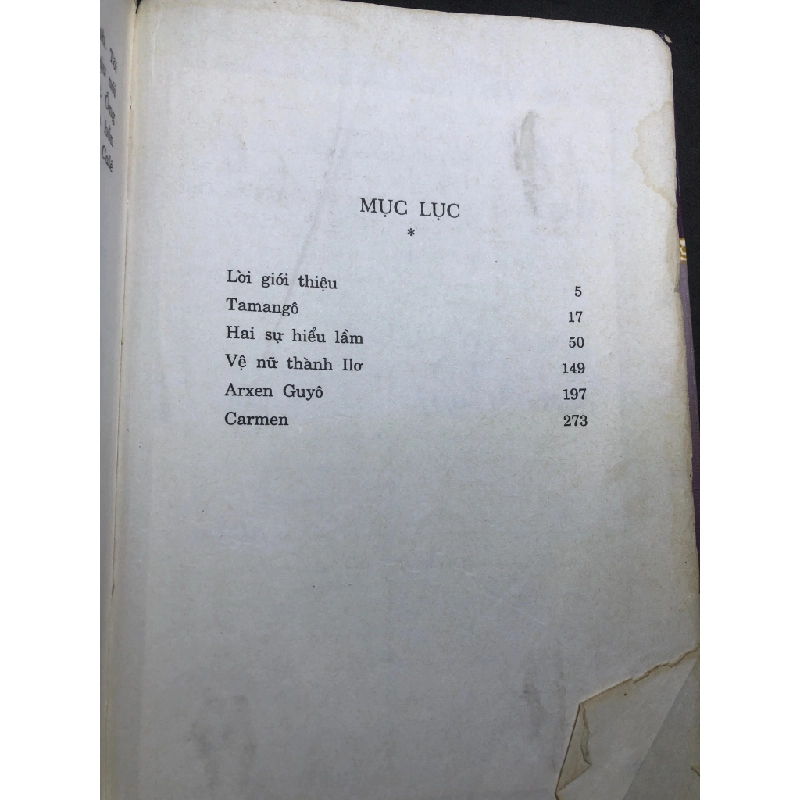 MỤC LỤC
*
Lời giới thiệu 5
Tamangô 17
Hai sự hiểu lầm 50
Vệ nữ thành Ilơ 149
Arxen Guyô 197
Carmen 273